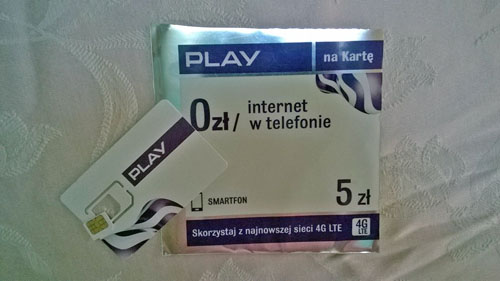 PLAY
na Kartę
0zł/ internet
w telefonie
SMARTFON
5 zł
Skorzystaj z najnowszej sieci 4G LTE
4G
LTE
PLAY